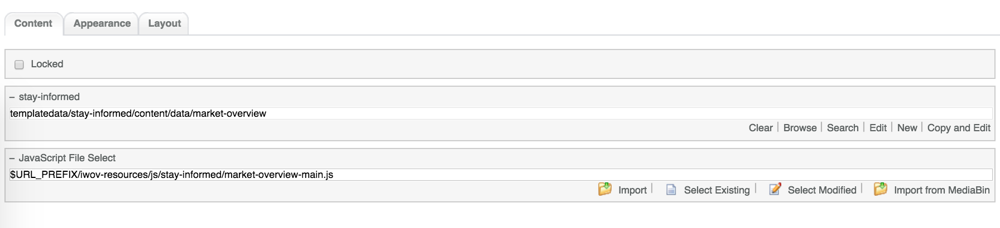 Content Appearance Layout
Locked
– stay-informed
templatedata/stay-informed/content/data/market-overview
Clear | Browse | Search | Edit | New | Copy and Edit
– JavaScript File Select
$URL_PREFIX/iwov-resources/js/stay-informed/market-overview-main.js
Import | Select Existing | Select Modified | Import from MediaBin